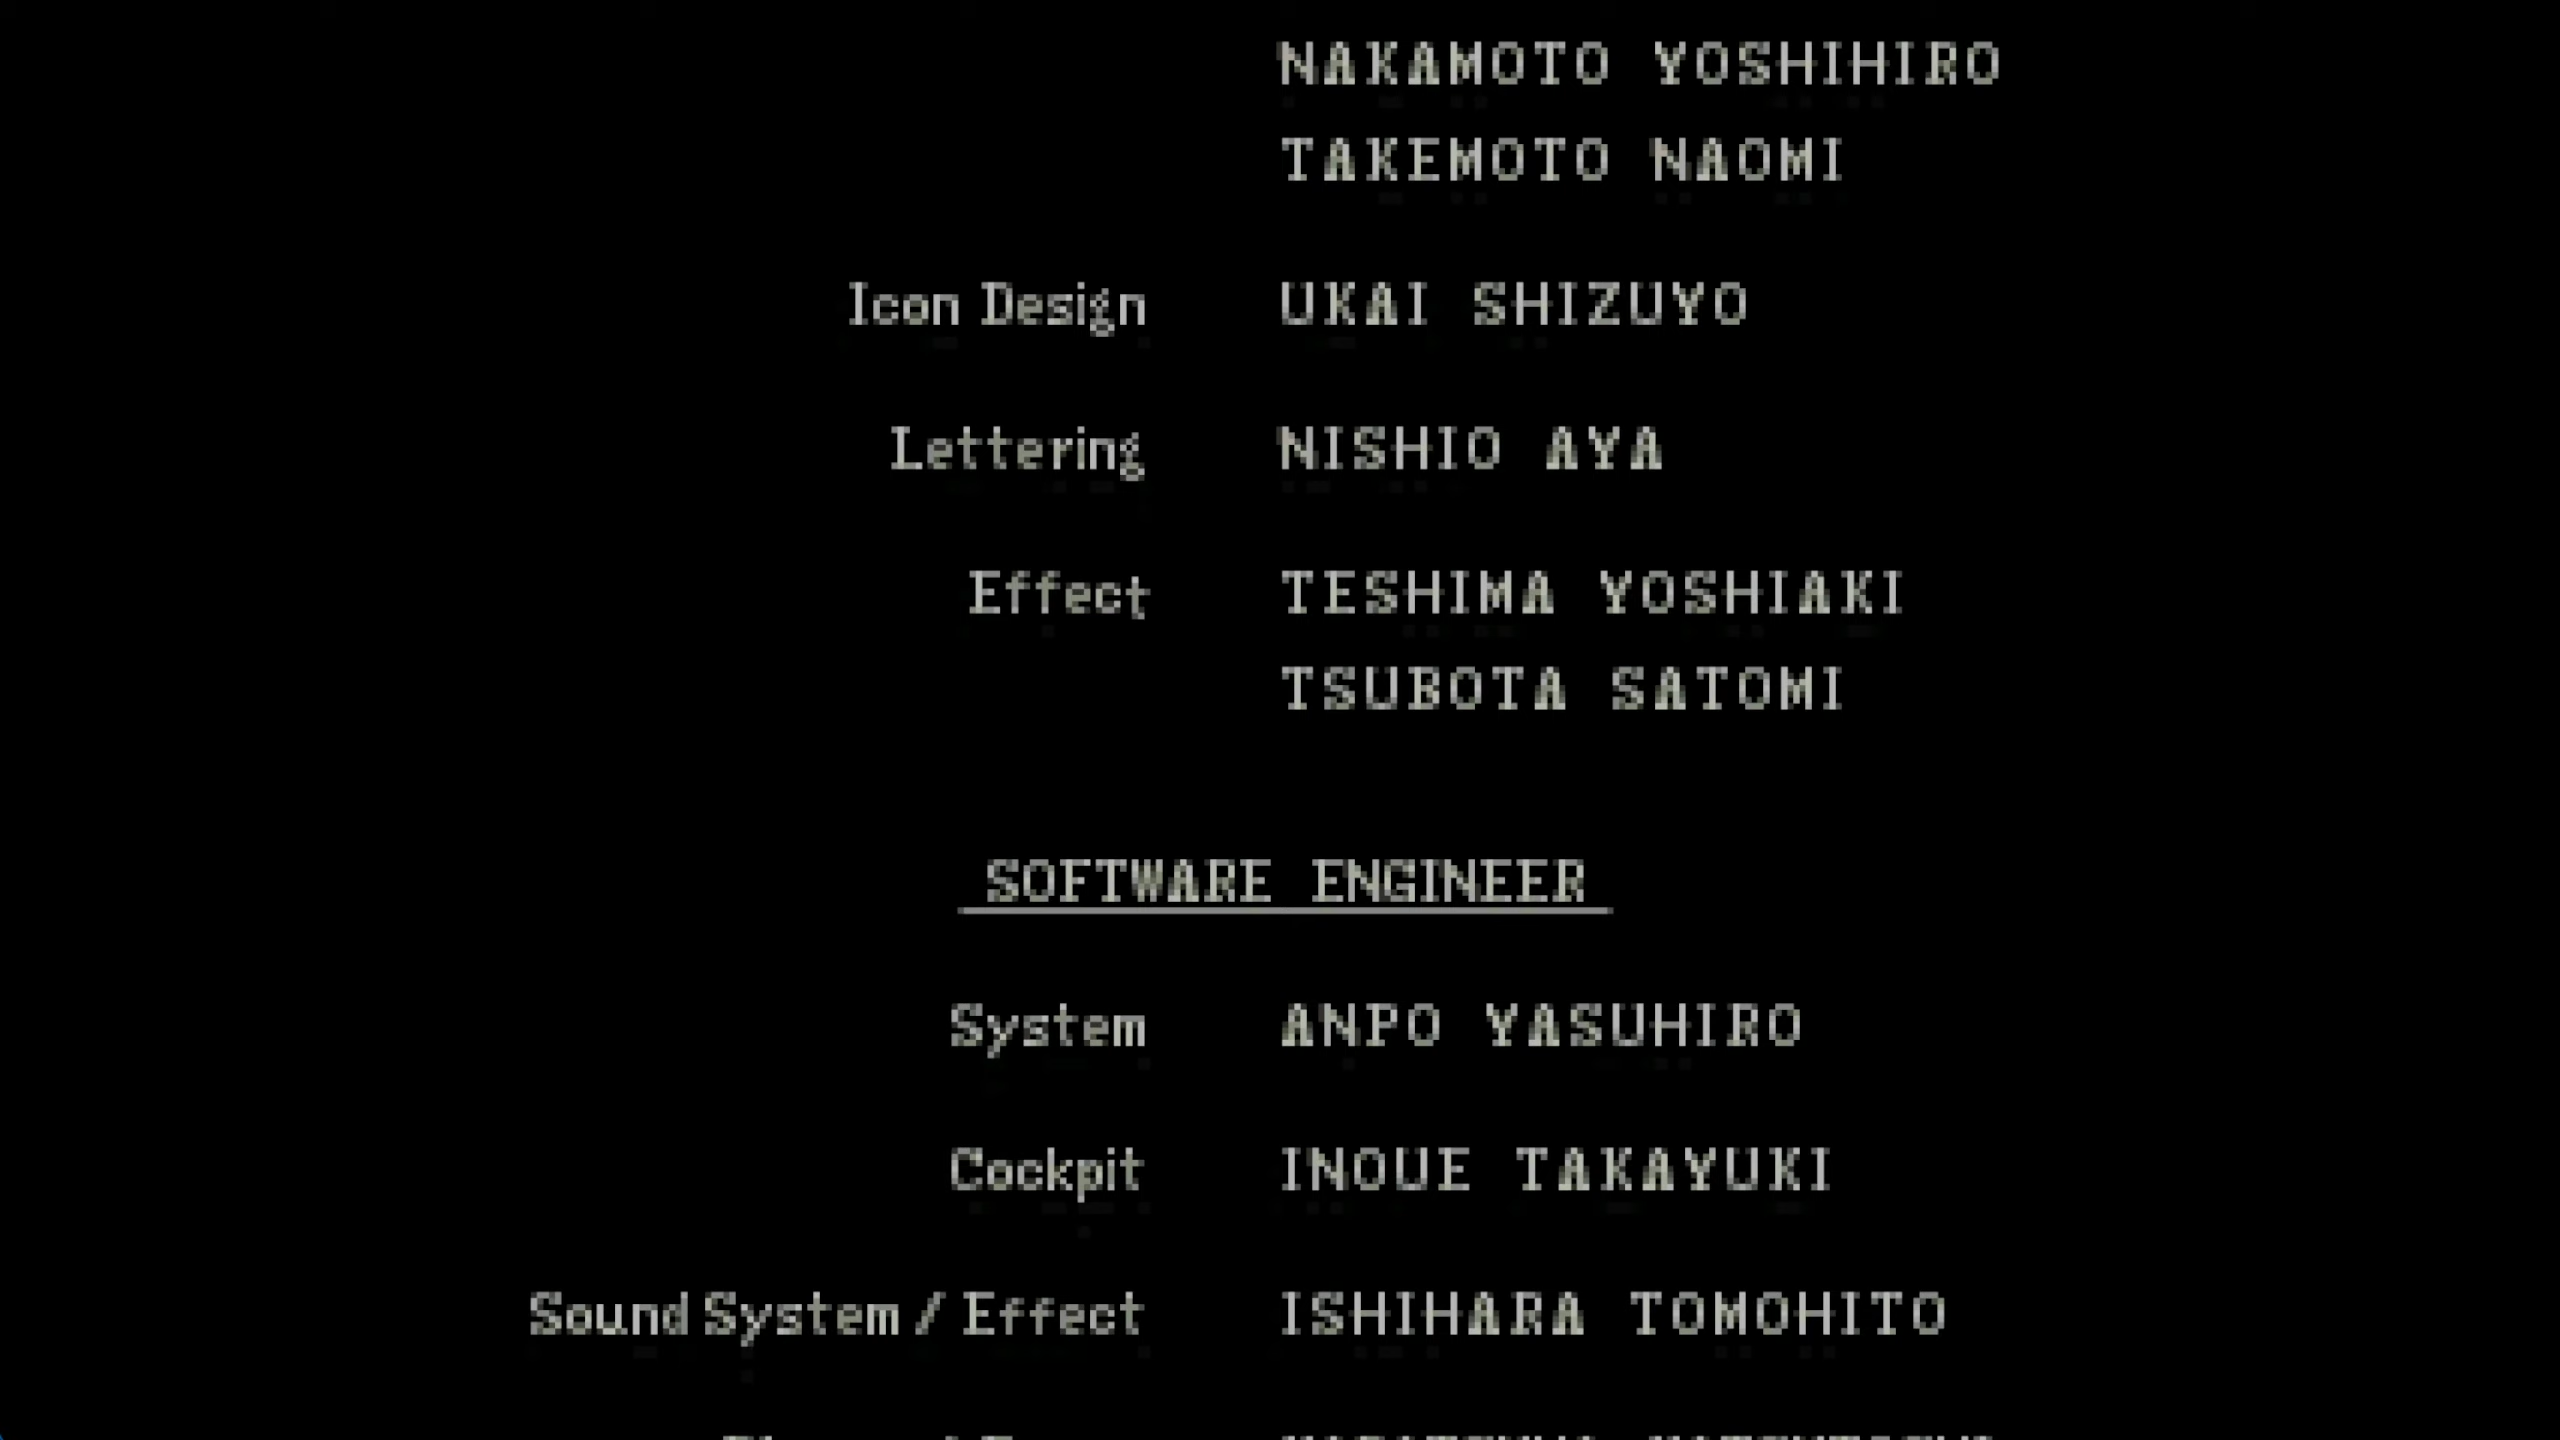 NAKAMOTO YOSHIHIRO
TAKEMOTO NAOMI
Icon Design UKAI SHIZUYO
Lettering NISHIO AYA
Effect TESHIMA YOSHIAKI
TSUBOTA SATOMI
SOFTWARE ENGINEER
System ANPO YASUHIRO
Cockpit INOUE TAKAYUKI
Sound System / Effect ISHIHARA TOMOHITO